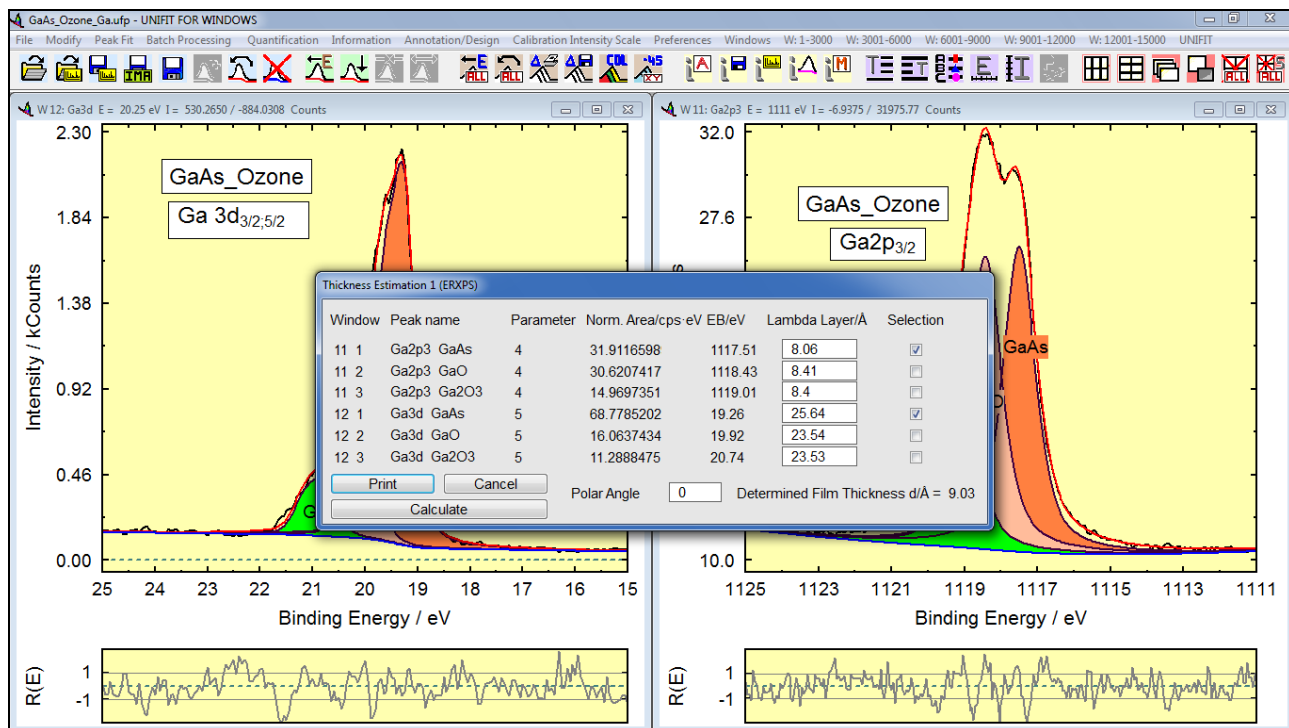 GaAs_Ozone_Ga.ufp - UNIFIT FOR WINDOWS
File Modify Peak Fit Batch Processing Quantification Information Annotation/Design Calibration Intensity Scale Preferences Windows W: 1-3000 W: 3001-6000 W: 6001-9000 W: 9001-12000 W: 12001-15000 UNIFIT
W 12: Ga3d E = 20.25 eV I = 530.2650 / -884.0308 Counts
2.30
1.84
1.38
0.92
0.46
0.00
Intensity / kCounts
GaAs_Ozone
Ga 3d3/2;5/2
25 24 23 22 21 20 19 18 17 16 15
Binding Energy / eV
R(E)
1
-1
W 11: Ga2p3 E = 1111 eV I = -6.9375 / 31975.77 Counts
32.0
27.6
10.0
GaAs_Ozone
Ga2p3/2
GaAs
1125 1123 1121 1119 1117 1115 1113 1111
Binding Energy / eV
R(E)
1
-1
Thickness Estimation 1 (ERXPS)
Window Peak name Parameter Norm. Area/cps·eV EB/eV Lambda Layer/Å Selection
11 1 Ga2p3 GaAs 4 31.9116598 1117.51 8.06
11 2 Ga2p3 GaO 4 30.6207417 1118.43 8.41
11 3 Ga2p3 Ga2O3 4 14.9697351 1119.01 8.4
12 1 Ga3d GaAs 5 68.7785202 19.26 25.64
12 2 Ga3d GaO 5 16.0637434 19.92 23.54
12 3 Ga3d Ga2O3 5 11.2888475 20.74 23.53
Print Cancel
Calculate
Polar Angle 0 Determined Film Thickness d/Å = 9.03